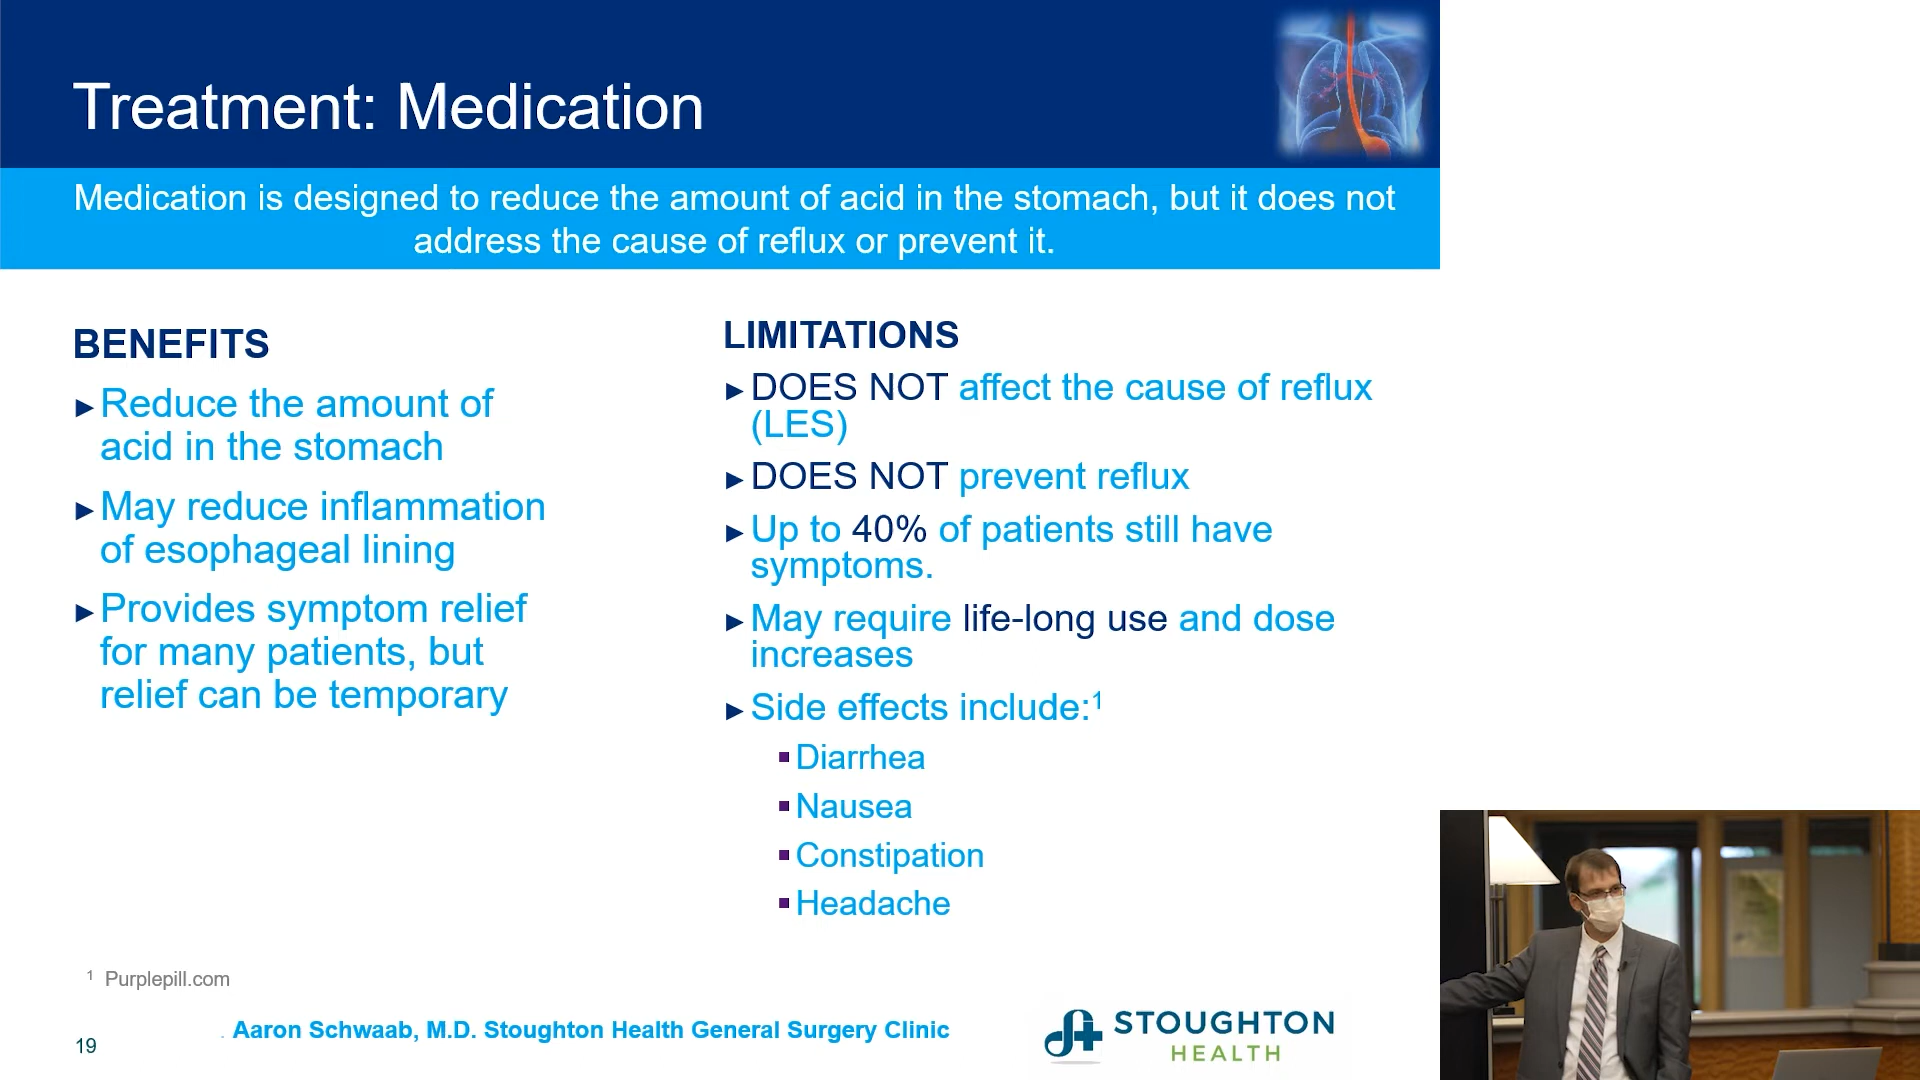 Treatment: Medication
Medication is designed to reduce the amount of acid in the stomach, but it does not
address the cause of reflux or prevent it.
BENEFITS
►Reduce the amount of
acid in the stomach
►May reduce inflammation
of esophageal lining
►Provides symptom relief
for many patients, but
relief can be temporary
LIMITATIONS
►DOES NOT affect the cause of reflux
(LES)
►DOES NOT prevent reflux
►Up to 40% of patients still have
symptoms.
►May require life-long use and dose
increases
►Side effects include:¹
▪Diarrhea
▪Nausea
▪Constipation
▪Headache
¹ Purplepill.com
. Aaron Schwaab, M.D. Stoughton Health General Surgery Clinic
19
STOUGHTON
HEALTH